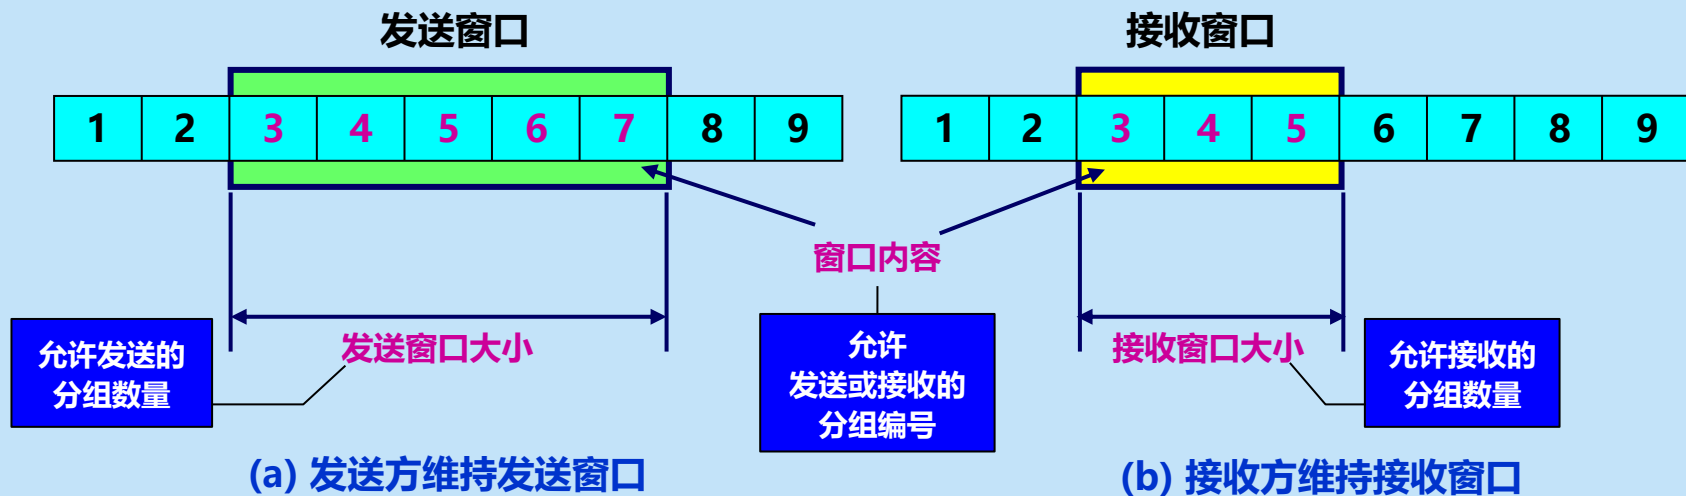 发送窗口
接收窗口
1 2 3 4 5 6 7 8 9
1 2 3 4 5 6 7 8 9
窗口内容
发送窗口大小
接收窗口大小
允许发送的
分组数量
允许
发送或接收的
分组编号
允许接收的
分组数量
(a) 发送方维持发送窗口
(b) 接收方维持接收窗口